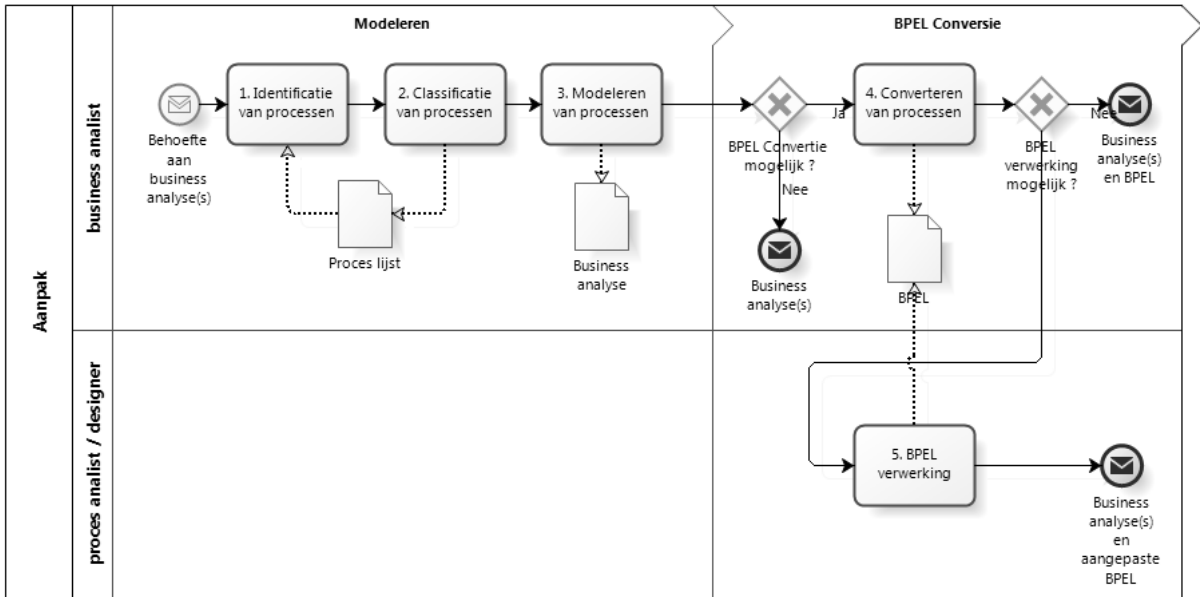 Modeleren
BPEL Conversie
Aanpak
business analist
proces analist / designer
Behoefte
aan
business
analyse(s)
1. Identificatie
van processen
2. Classificatie
van processen
3. Modeleren
van processen
Proces lijst
Business
analyse
BPEL Convertie
mogelijk ?
Ja
Nee
Business
analyse(s)
4. Converteren
van processen
BPEL
BPEL
verwerking
mogelijk ?
Nee
Business
analyse(s)
en BPEL
5. BPEL
verwerking
Business
analyse(s)
en
aangepaste
BPEL